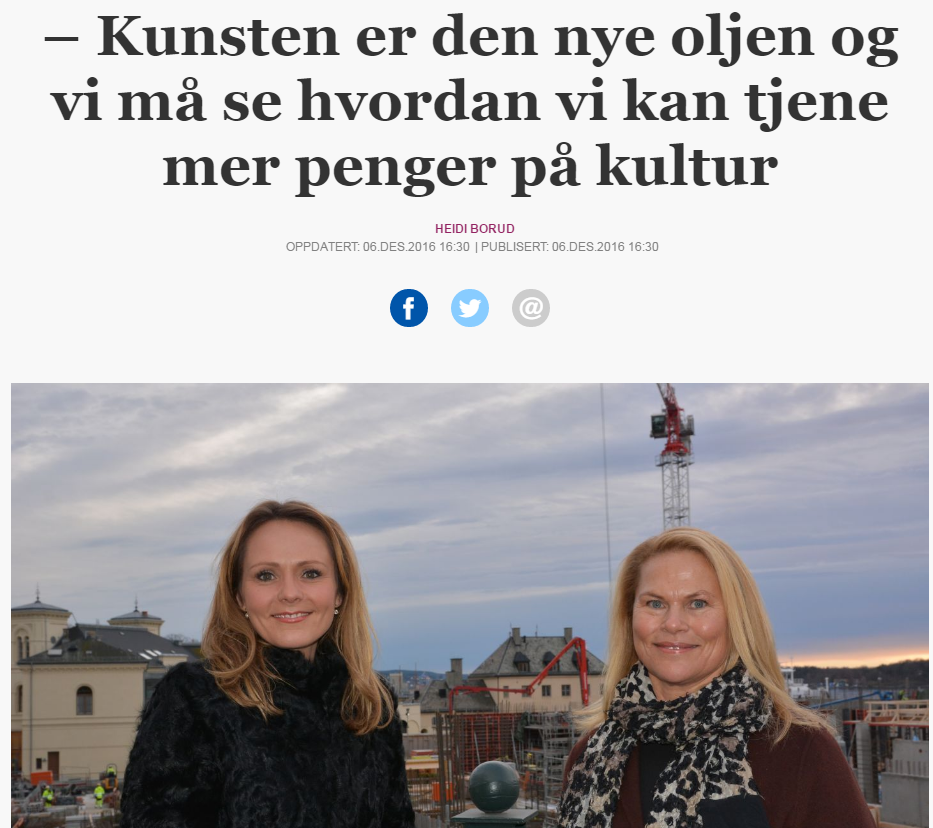 – Kunsten er den nye oljen og
vi må se hvordan vi kan tjene
mer penger på kultur
HEIDI BORUD
OPPDATERT: 06.DES.2016 16:30 | PUBLISERT: 06.DES.2016 16:30